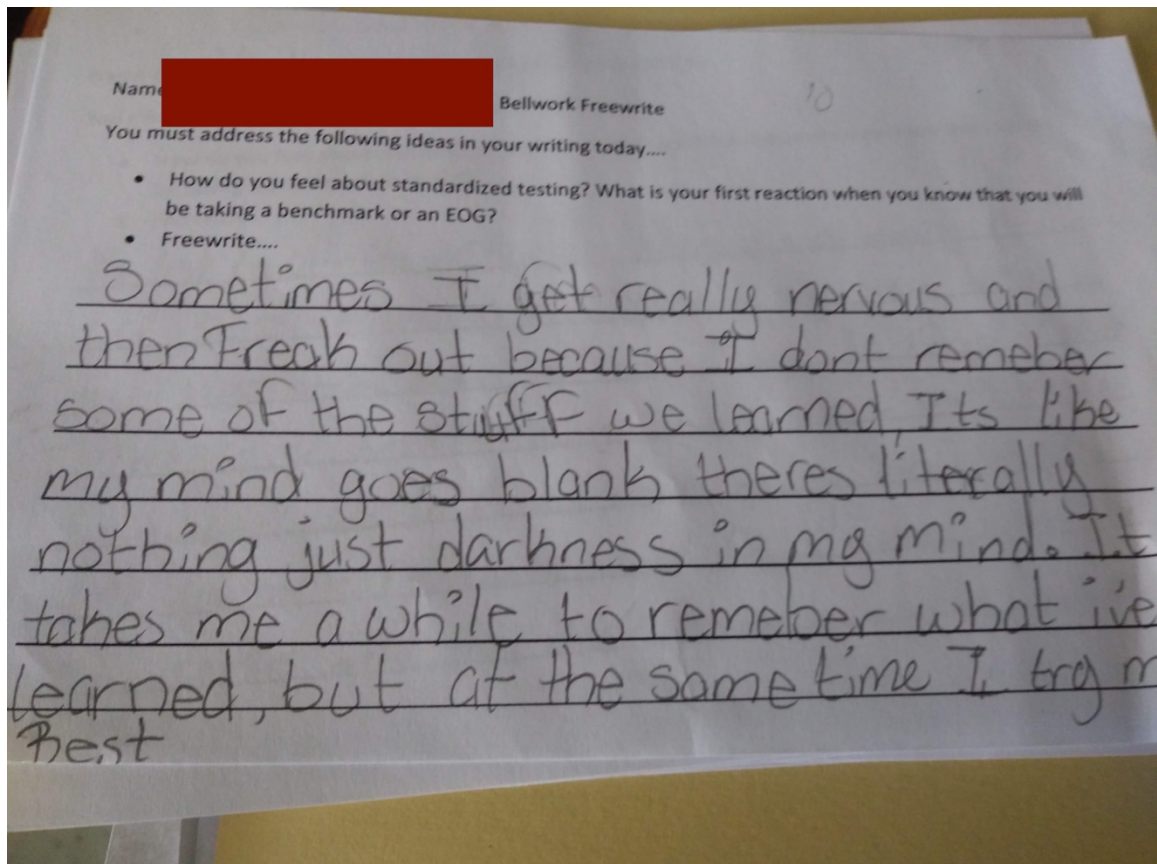 Name
Bellwork Freewrite
10
You must address the following ideas in your writing today....
• How do you feel about standardized testing? What is your first reaction when you know that you will
be taking a benchmark or an EOG?
• Freewrite....
Sometimes I get really nervous and
then Freak out because I dont remeber
some of the stuff we learned, Its like
my mind goes blank theres literally
nothing just darkness in my mind. It
takes me a while to remeber what i've
learned, but at the same time I try m
Best